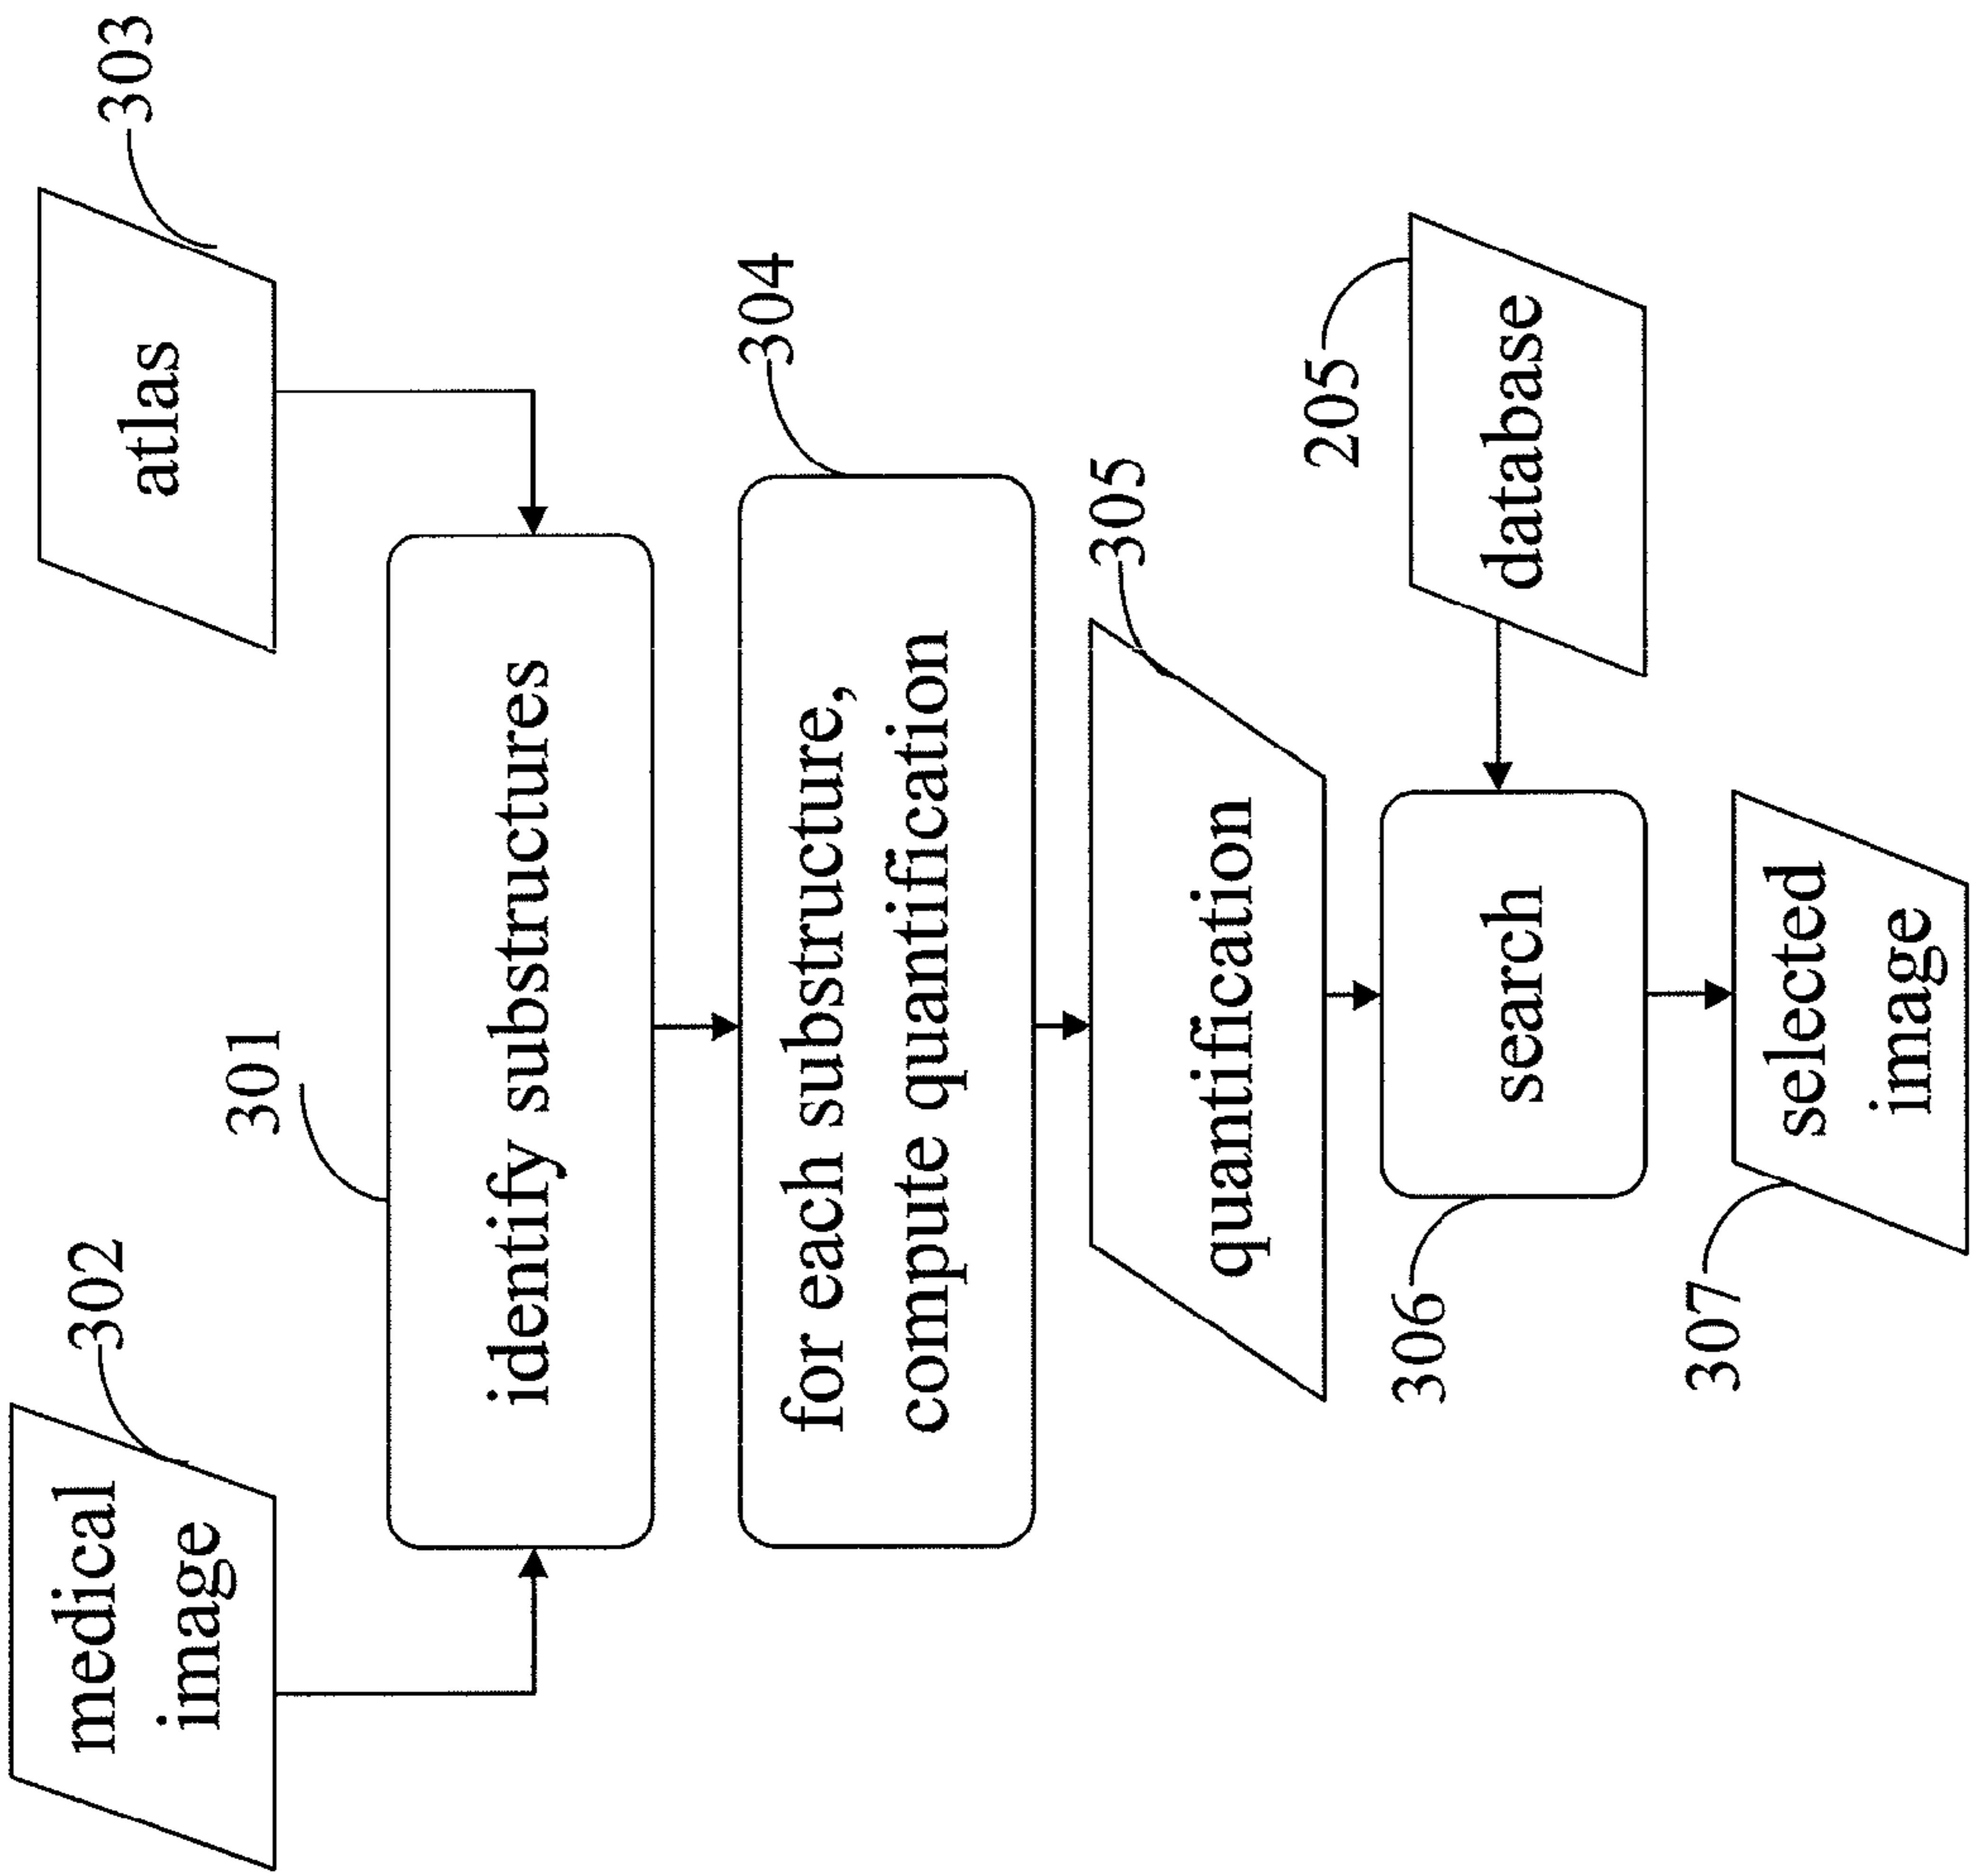 medical
image
302
atlas
303
301
identify substructures
304
for each substructure,
compute quantification
305
quantification
205
database
306
search
307
selected
image